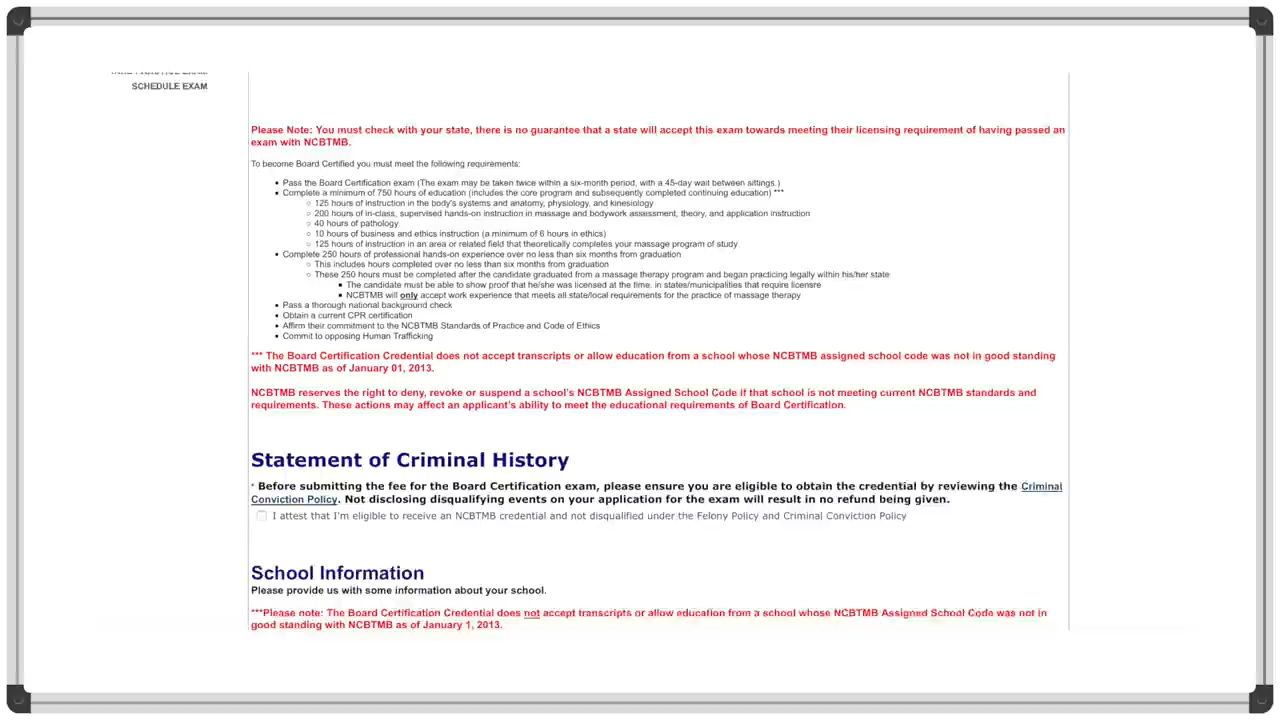 SCHEDULE EXAM
Please Note: You must check with your state, there is no guarantee that a state will accept this exam towards meeting their licensing requirement of having passed an
exam with NCBTMB.
To become Board Certified you must meet the following requirements:
• Pass the Board Certification exam (The exam may be taken twice within a six-month period, with a 45-day wait between sittings.)
• Complete a minimum of 750 hours of education (includes the core program and subsequently completed continuing education) ***
○ 125 hours of instruction in the body's systems and anatomy, physiology, and kinesiology
○ 200 hours of in-class, supervised hands-on instruction in massage and bodywork assessment, theory, and application instruction
○ 40 hours of pathology
○ 10 hours of business and ethics instruction (a minimum of 6 hours in ethics)
○ 125 hours of instruction in an area or related field that theoretically completes your massage program of study
• Complete 250 hours of professional hands-on experience over no less than six months from graduation
○ This includes hours completed over no less than six months from graduation
○ These 250 hours must be completed after the candidate graduated from a massage therapy program and began practicing legally within his/her state
■ The candidate must be able to show proof that he/she was licensed at the time. in states/municipalities that require licensre
■ NCBTMB will only accept work experience that meets all state/local requirements for the practice of massage therapy
• Pass a thorough national background check
• Obtain a current CPR certification
• Affirm their commitment to the NCBTMB Standards of Practice and Code of Ethics
• Commit to opposing Human Trafficking
*** The Board Certification Credential does not accept transcripts or allow education from a school whose NCBTMB assigned school code was not in good standing
with NCBTMB as of January 01, 2013.
NCBTMB reserves the right to deny, revoke or suspend a school's NCBTMB Assigned School Code if that school is not meeting current NCBTMB standards and
requirements. These actions may affect an applicant's ability to meet the educational requirements of Board Certification.
Statement of Criminal History
* Before submitting the fee for the Board Certification exam, please ensure you are eligible to obtain the credential by reviewing the Criminal
Conviction Policy. Not disclosing disqualifying events on your application for the exam will result in no refund being given.
I attest that I'm eligible to receive an NCBTMB credential and not disqualified under the Felony Policy and Criminal Conviction Policy
School Information
Please provide us with some information about your school.
***Please note: The Board Certification Credential does not accept transcripts or allow education from a school whose NCBTMB Assigned School Code was not in
good standing with NCBTMB as of January 1, 2013.